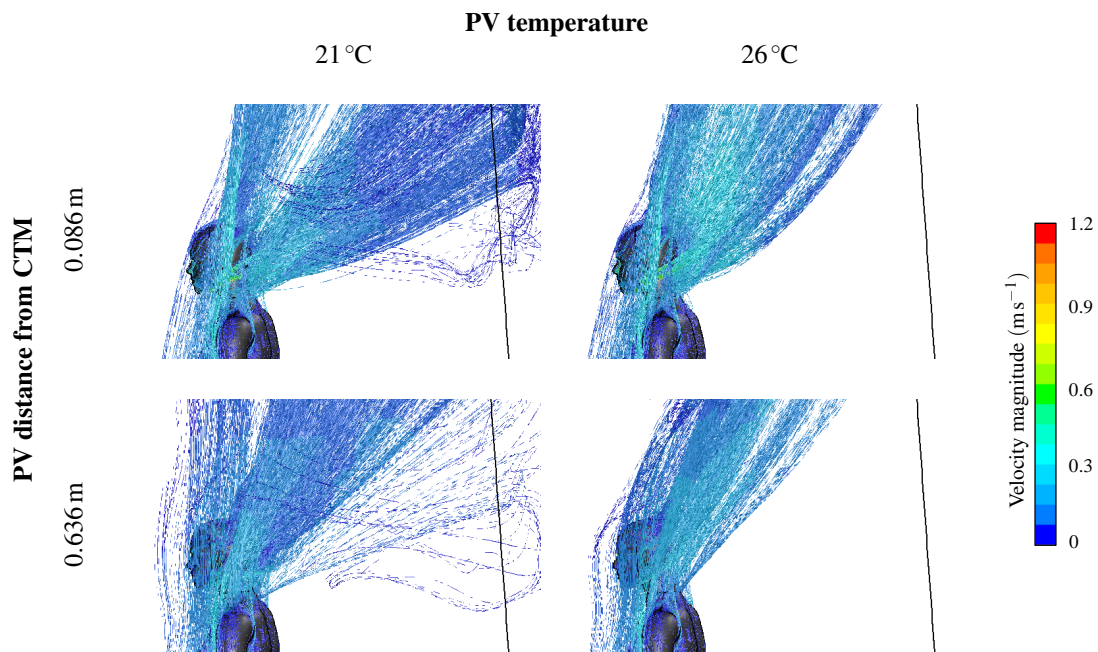 PV temperature
21 °C
26 °C
PV distance from CTM
0.086 m
0.636 m
Velocity magnitude (m s⁻¹)
1.2
0.9
0.6
0.3
0